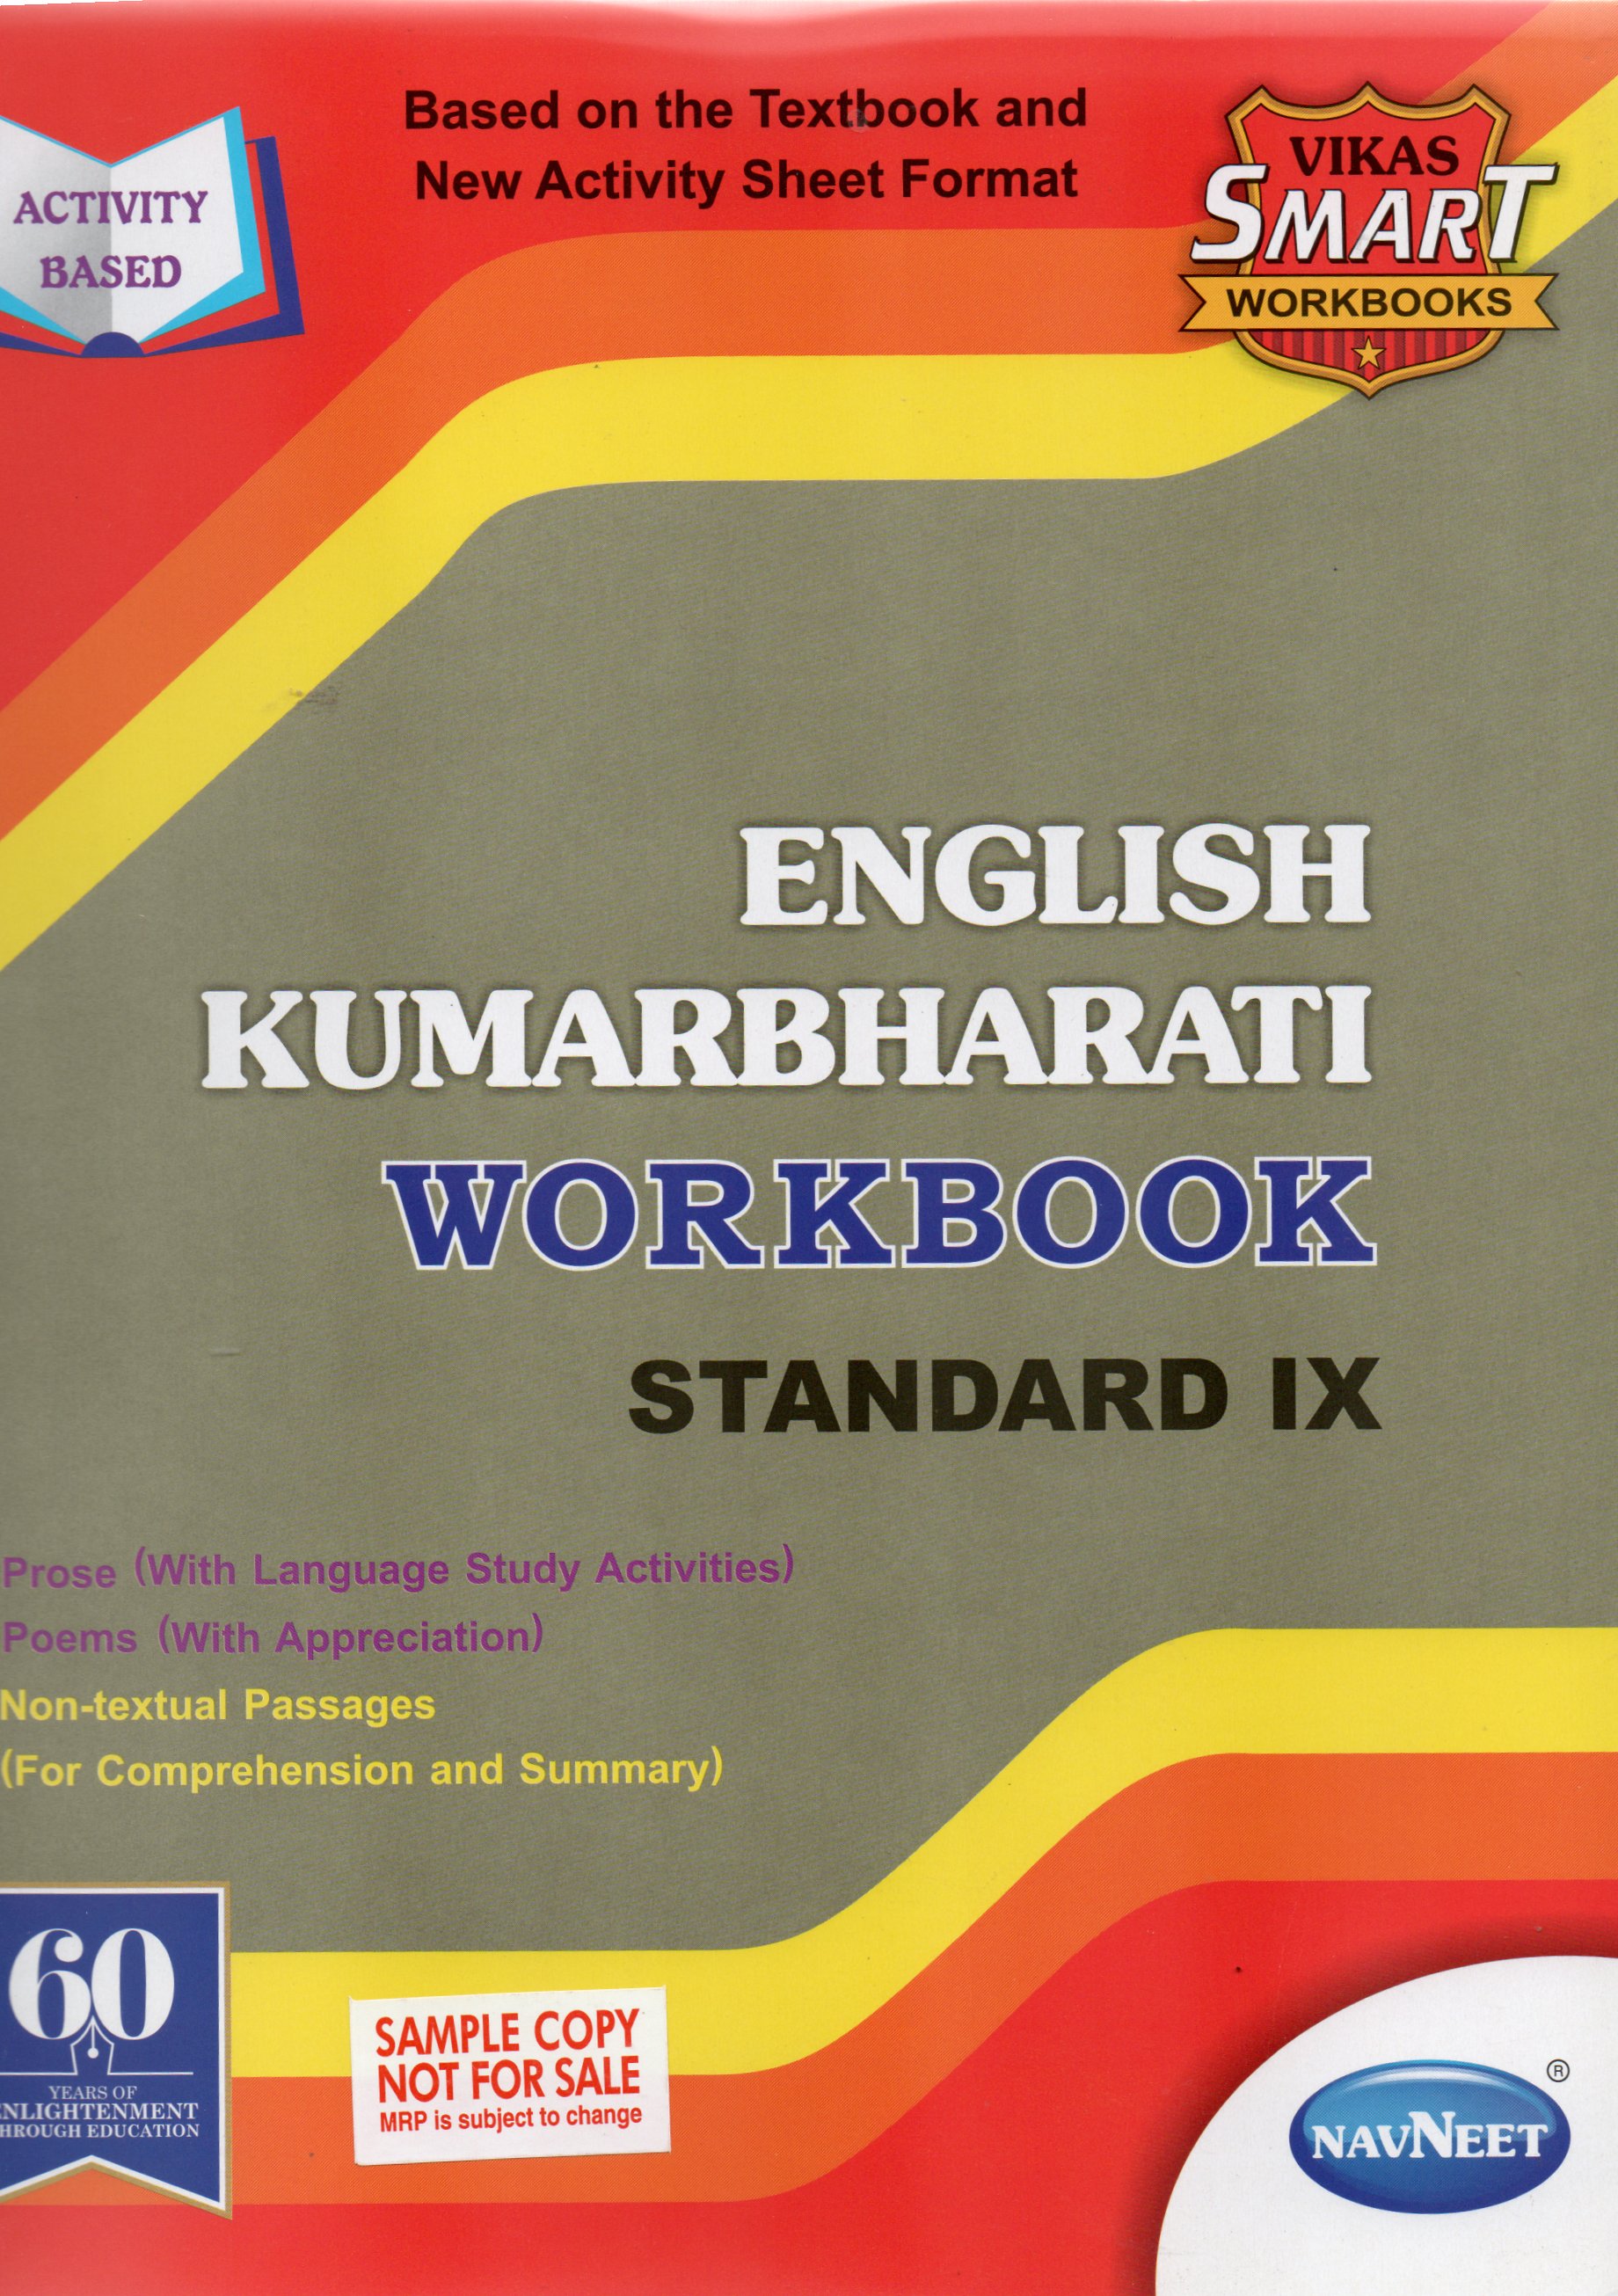 Based on the Textbook and
New Activity Sheet Format
ACTIVITY
BASED
VIKAS
SMART
WORKBOOKS
ENGLISH
KUMARBHARATI
WORKBOOK
STANDARD IX
Prose (With Language Study Activities)
Poems (With Appreciation)
Non-textual Passages
(For Comprehension and Summary)
60
YEARS OF
ENLIGHTENMENT
THROUGH EDUCATION
SAMPLE COPY
NOT FOR SALE
MRP is subject to change
NAVNEET ®